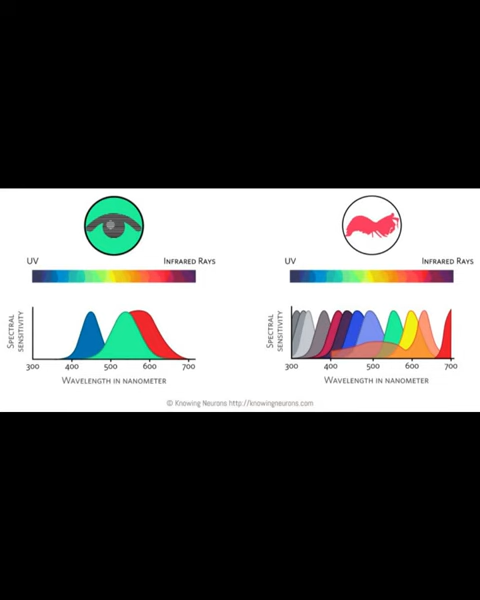 UV Infrared Rays
Spectral
sensitivity
300 400 500 600 700
Wavelength in nanometer
UV Infrared Rays
Spectral
sensitivity
300 400 500 600 700
Wavelength in nanometer
© Knowing Neurons http://knowingneurons.com